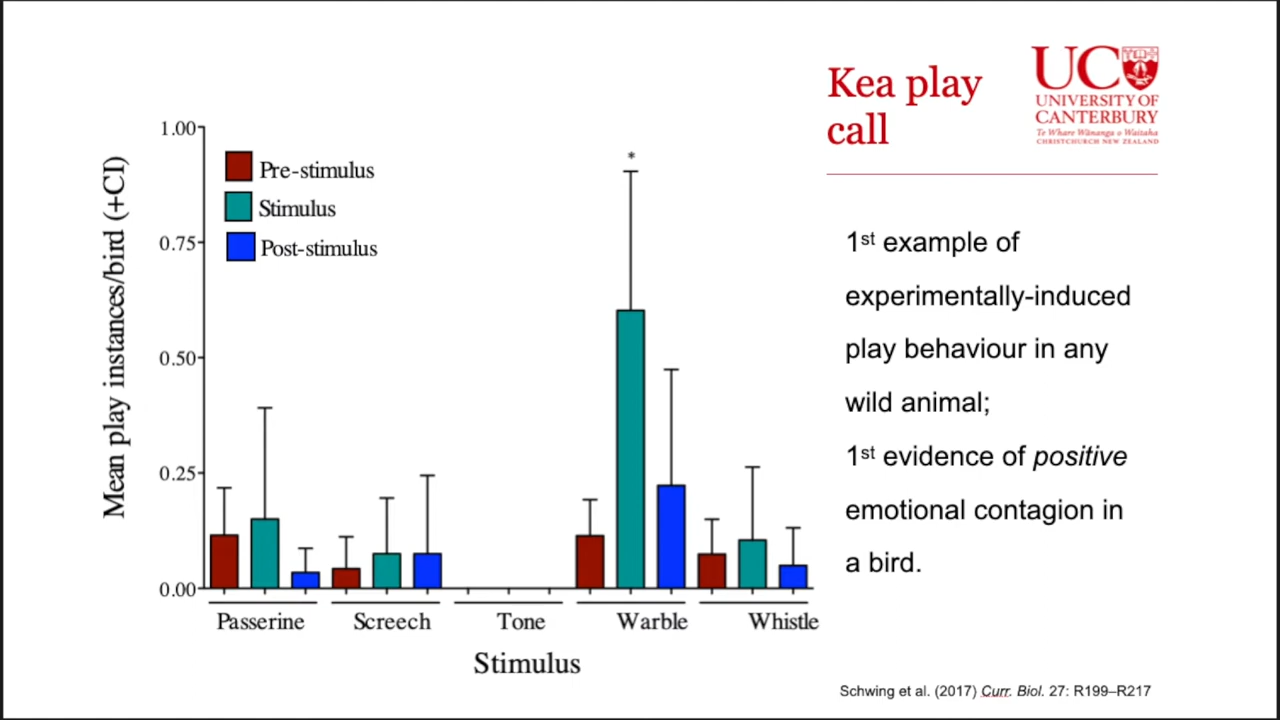 Kea play
call
UC
UNIVERSITY OF
CANTERBURY
Te Whare Wānanga o Waitaha
CHRISTCHURCH NEW ZEALAND
Mean play instances/bird (+CI)
1.00
0.75
0.50
0.25
0.00
Pre-stimulus
Stimulus
Post-stimulus
*
Passerine Screech Tone Warble Whistle
Stimulus
1st example of
experimentally-induced
play behaviour in any
wild animal;
1st evidence of positive
emotional contagion in
a bird.
Schwing et al. (2017) Curr. Biol. 27: R199–R217